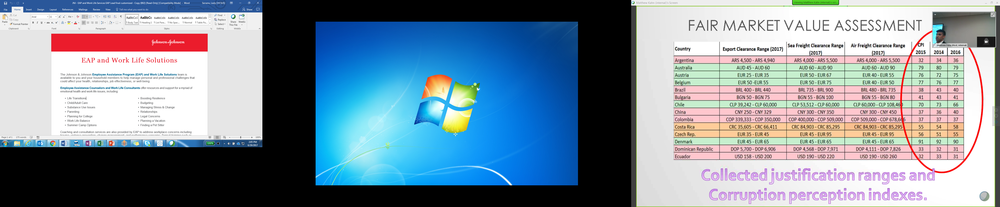 JNJ - EAP and Work Life Services EAP Lead final customized - Copy (002) [Read-Only] [Compatibility Mode] - Word
Serrano, Lesly [HCSUS]
File Home Insert Design Layout References Mailings Review View Tell me what you want to do
Share
Paste
Cut
Copy
Format Painter
Clipboard
Arial 11
Font
Paragraph
AaBbCcDc AaBbCc AaBbCcDc AaBbCcDc AaBbCcDc AaBbCcDc
¶ Body Text ¶ Heading 1 ¶ List Para... ¶ No Spac... ¶ Normal ¶ Table Pa...
Styles
Find
Replace
Select
Editing
Share This File
WebEx
WebEx
Johnson & Johnson
EAP and Work Life Solutions
The Johnson & Johnson Employee Assistance Program (EAP) and Work Life Solutions team is
available to you and your household members to help manage personal and professional challenges that
could affect your health, relationships, job effectiveness, or well-being.
Employee Assistance Counselors and Work Life Consultants offer resources and support for a myriad of
emotional health and work life issues, including:
• Life Transitions
• Child/Adult Care
• Substance Use Issues
• Parenting
• Planning for College
• Work Life Balance
• Summer Camp Options
• Boosting Resilience
• Budgeting
• Managing Stress & Change
• Relationships
• Legal Concerns
• Planning a Vacation
• Finding a Pet Sitter
Coaching and consultation services are also provided by EAP to address workplace concerns including
Page 1 of 1 175 words
100%
100%
2:05 PM
6/29/2017
Matthew Kahn (internal)'s Screen
Viewing Matthew Kahn (internal)'s scr...
FAIR MARKET VALUE ASSESSMENT
Matthew Kahn (Host, internal)
Country Export Clearance Range (2017) Sea Freight Clearance Range (2017) Air Freight Clearance Range (2017) CPI 2015 2014 2016
Argentina ARS 4,500 - ARS 4,940 ARS 4,000 - ARS 5,500 ARS 4,000 - ARS 5,500 32 34 36
Australia AUD 45 - AUD 60 AUD 60 - AUD 90 AUD 60 - AUD 90 79 80 79
Austria EUR 25 - EUR 35 EUR 50 - EUR 67 EUR 40 - EUR 55 76 72 75
Belgium EUR 50 -EUR 55 EUR 50 - EUR 75 EUR 40 - EUR 50 77 76 77
Brazil BRL 400 - BRL 440 BRL 735 - BRL 900 BRL 480 - BRL 735 38 43 40
Bulgaria BGN 50 - BGN 75 BGN 55 - BGN 100 BGN 55 - BGN 80 41 43 41
Chile CLP 39,242 - CLP 60,000 CLP 53,512 - CLP 60,000 CLP 60,000 - CLP 108,460 70 73 66
China CNY 250 - CNY 329 CNY 300 - CNY 350 CNY 300 - CNY 450 37 36 40
Colombia COP 339,333 - COP 350,000 COP 400,000 - COP 509,000 COP 509,000 - COP 678,666 37 37 37
Costa Rica CRC 35,605 - CRC 66,411 CRC 84,903 - CRC 85,295 CRC 84,903 - CRC 85,295 55 54 58
Czech Rep. EUR 35 - EUR 45 EUR 45 - EUR 95 EUR 45 - EUR 95 56 51 55
Denmark EUR 45 - EUR 65 EUR 45 - EUR 65 EUR 45 - EUR 65 91 92 90
Dominican Republic DOP 5,700 - DOP 6,906 DOP 4,568 - DOP 7,971 DOP 4,111 - DOP 7,826 33 32 31
Ecuador USD 158 - USD 200 USD 190 - USD 220 USD 190 - USD 260 32 33 31
Collected justification ranges and
Corruption perception indexes.